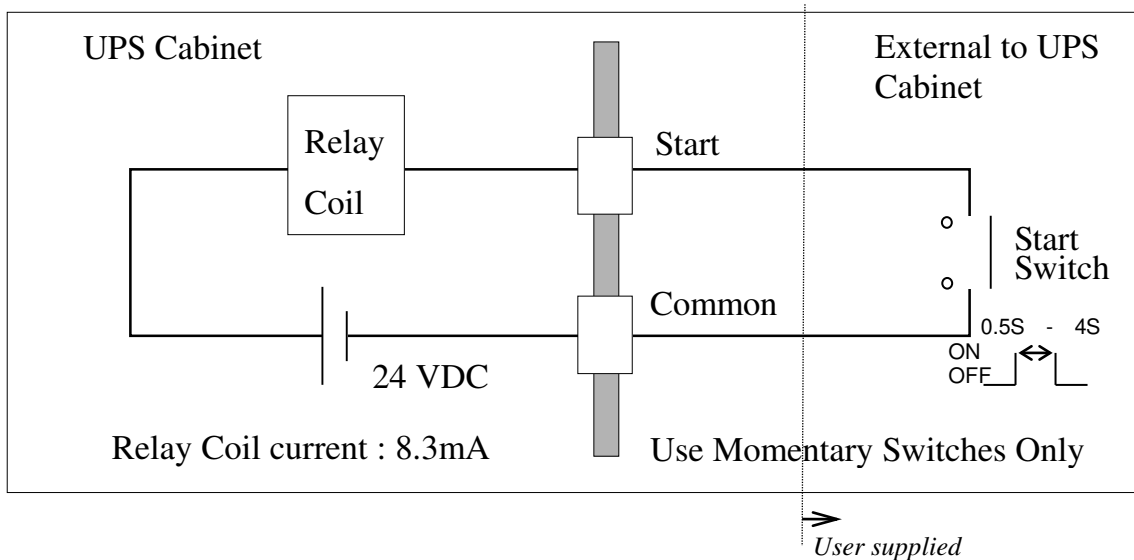 UPS Cabinet
External to UPS
Cabinet
Relay
Coil
Start
Start
Switch
Common
24 VDC
0.5S - 4S
ON
OFF
Relay Coil current : 8.3mA
Use Momentary Switches Only
User supplied